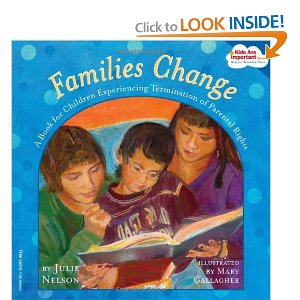 Click to
LOOK INSIDE!
Kids Are
Important
Families Change
A Book for Children Experiencing Termination of Parental Rights
BY JULIE
NELSON
ILLUSTRATED
BY MARY
GALLAGHER